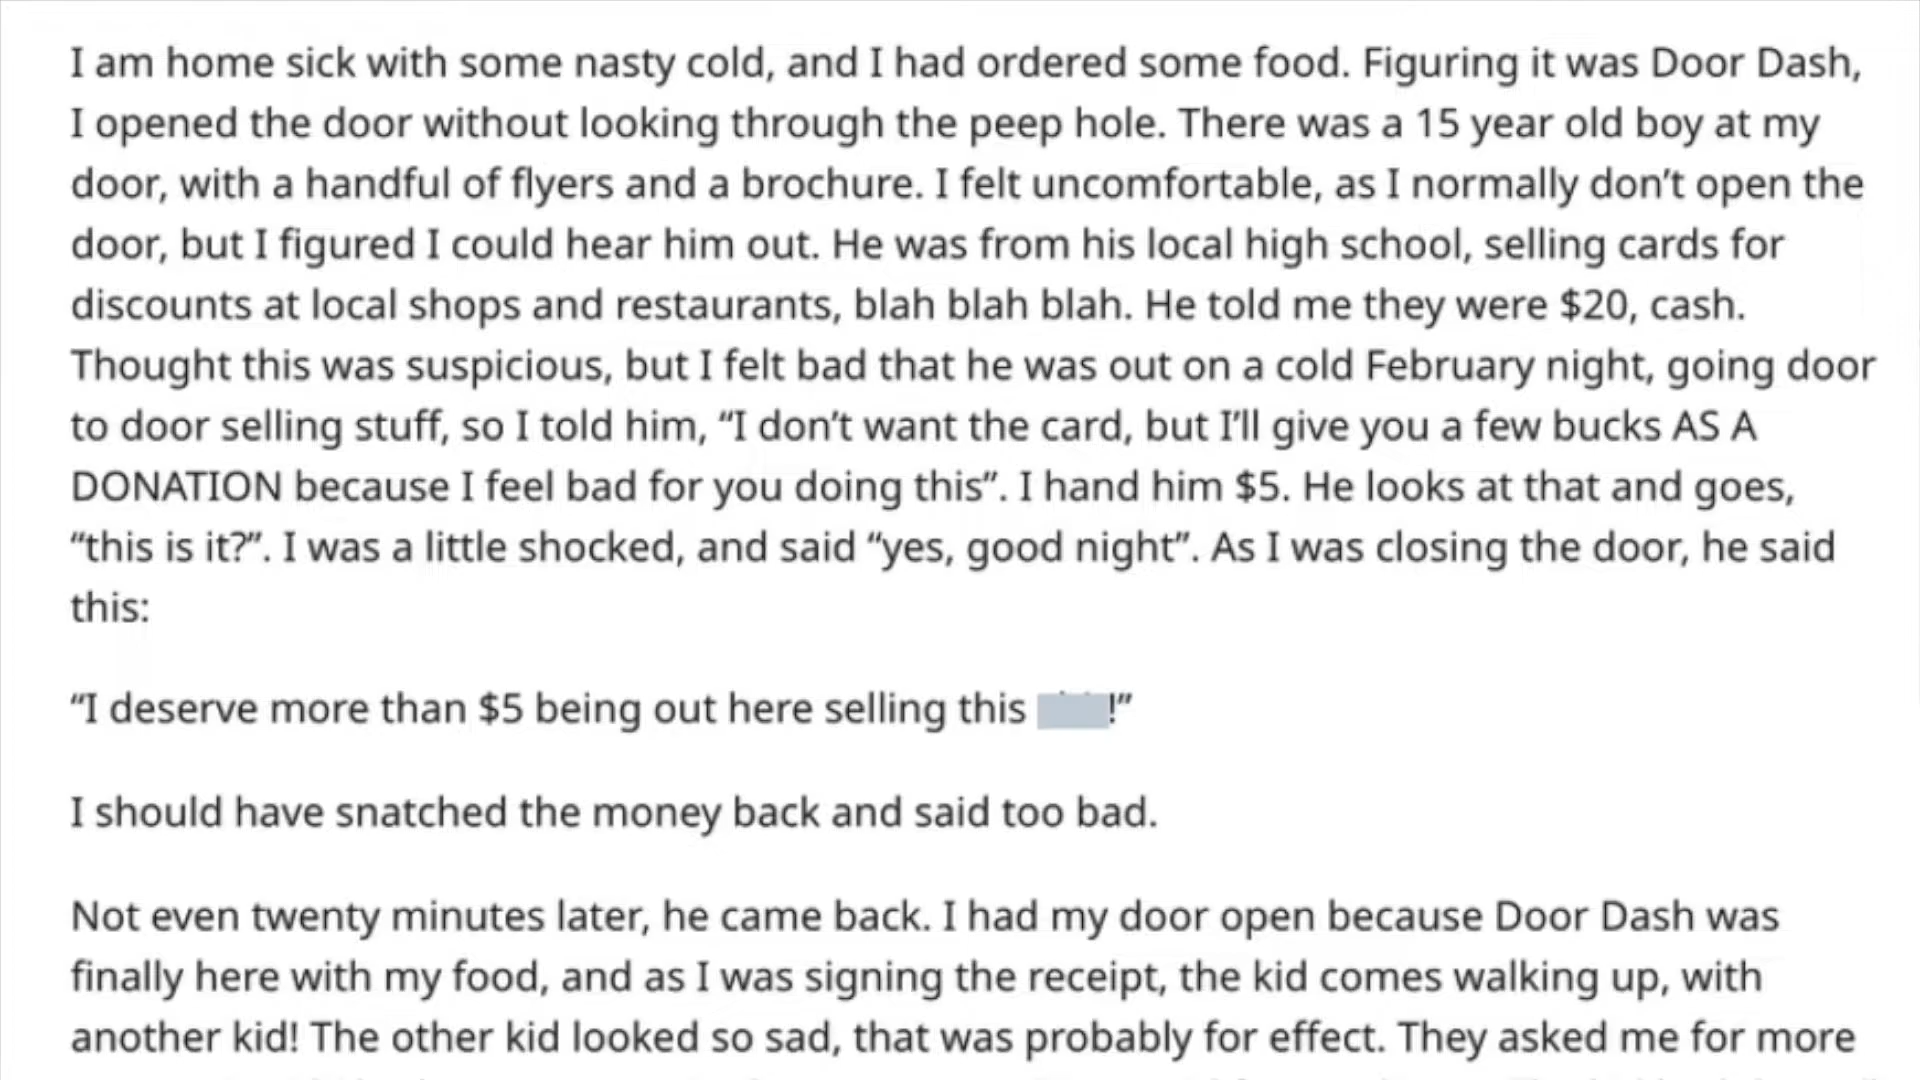 I am home sick with some nasty cold, and I had ordered some food. Figuring it was Door Dash,
I opened the door without looking through the peep hole. There was a 15 year old boy at my
door, with a handful of flyers and a brochure. I felt uncomfortable, as I normally don’t open the
door, but I figured I could hear him out. He was from his local high school, selling cards for
discounts at local shops and restaurants, blah blah blah. He told me they were $20, cash.
Thought this was suspicious, but I felt bad that he was out on a cold February night, going door
to door selling stuff, so I told him, “I don’t want the card, but I’ll give you a few bucks AS A
DONATION because I feel bad for you doing this”. I hand him $5. He looks at that and goes,
“this is it?”. I was a little shocked, and said “yes, good night”. As I was closing the door, he said
this:
“I deserve more than $5 being out here selling this !”
I should have snatched the money back and said too bad.
Not even twenty minutes later, he came back. I had my door open because Door Dash was
finally here with my food, and as I was signing the receipt, the kid comes walking up, with
another kid! The other kid looked so sad, that was probably for effect. They asked me for more